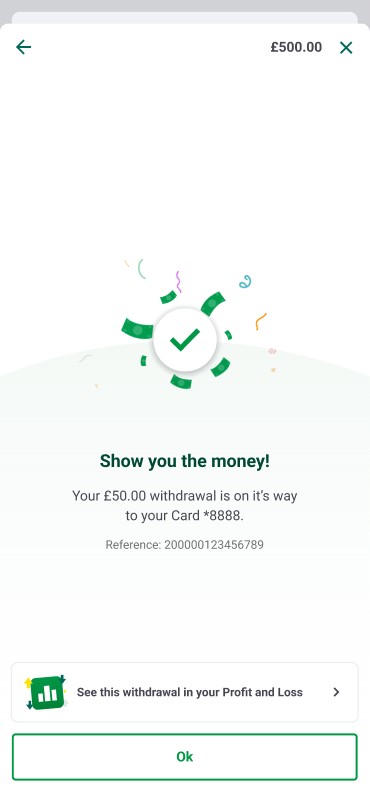 £500.00
Show you the money!
Your £50.00 withdrawal is on it's way
to your Card *8888.
Reference: 200000123456789
See this withdrawal in your Profit and Loss
Ok